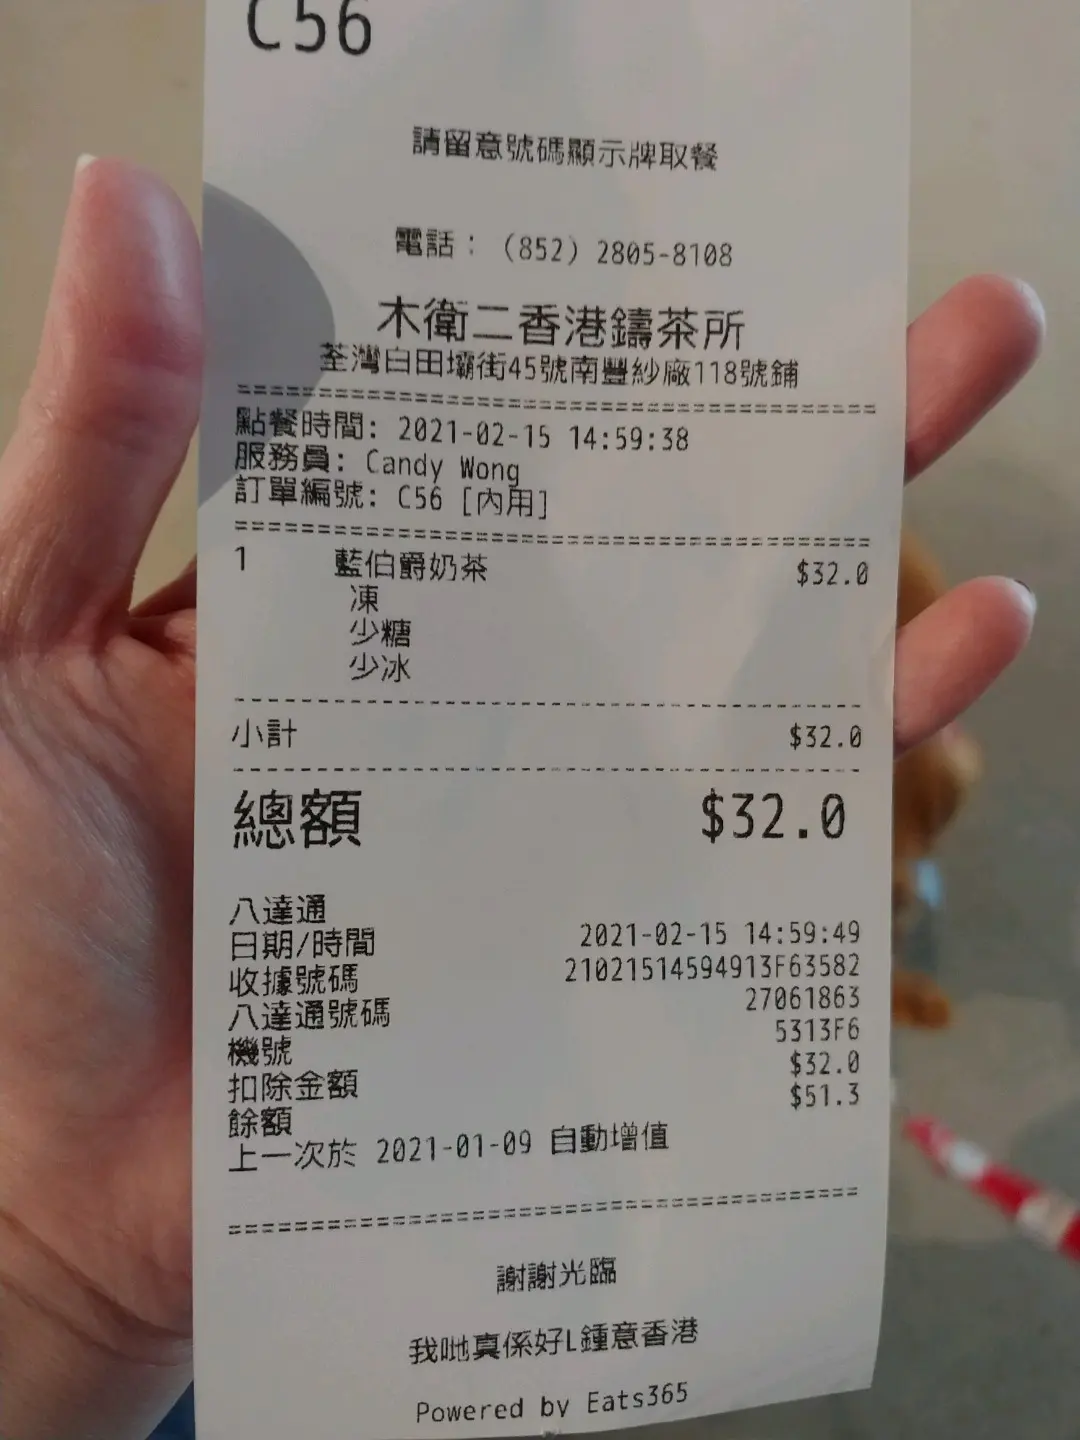 C56
請留意號碼顯示牌取餐
電話： (852) 2805-8108
木衛二香港鑄茶所
荃灣白田壩街45號南豐紗廠118號鋪
點餐時間: 2021-02-15 14:59:38
服務員: Candy Wong
訂單編號: C56 [內用]
1 藍伯爵奶茶 $32.0
凍
少糖
少冰
小計 $32.0
總額 $32.0
八達通
日期/時間 2021-02-15 14:59:49
收據號碼 21021514594913F63582
八達通號碼 27061863
機號 5313F6
扣除金額 $32.0
餘額 $51.3
上一次於 2021-01-09 自動增值
謝謝光臨
我哋真係好L鍾意香港
Powered by Eats365